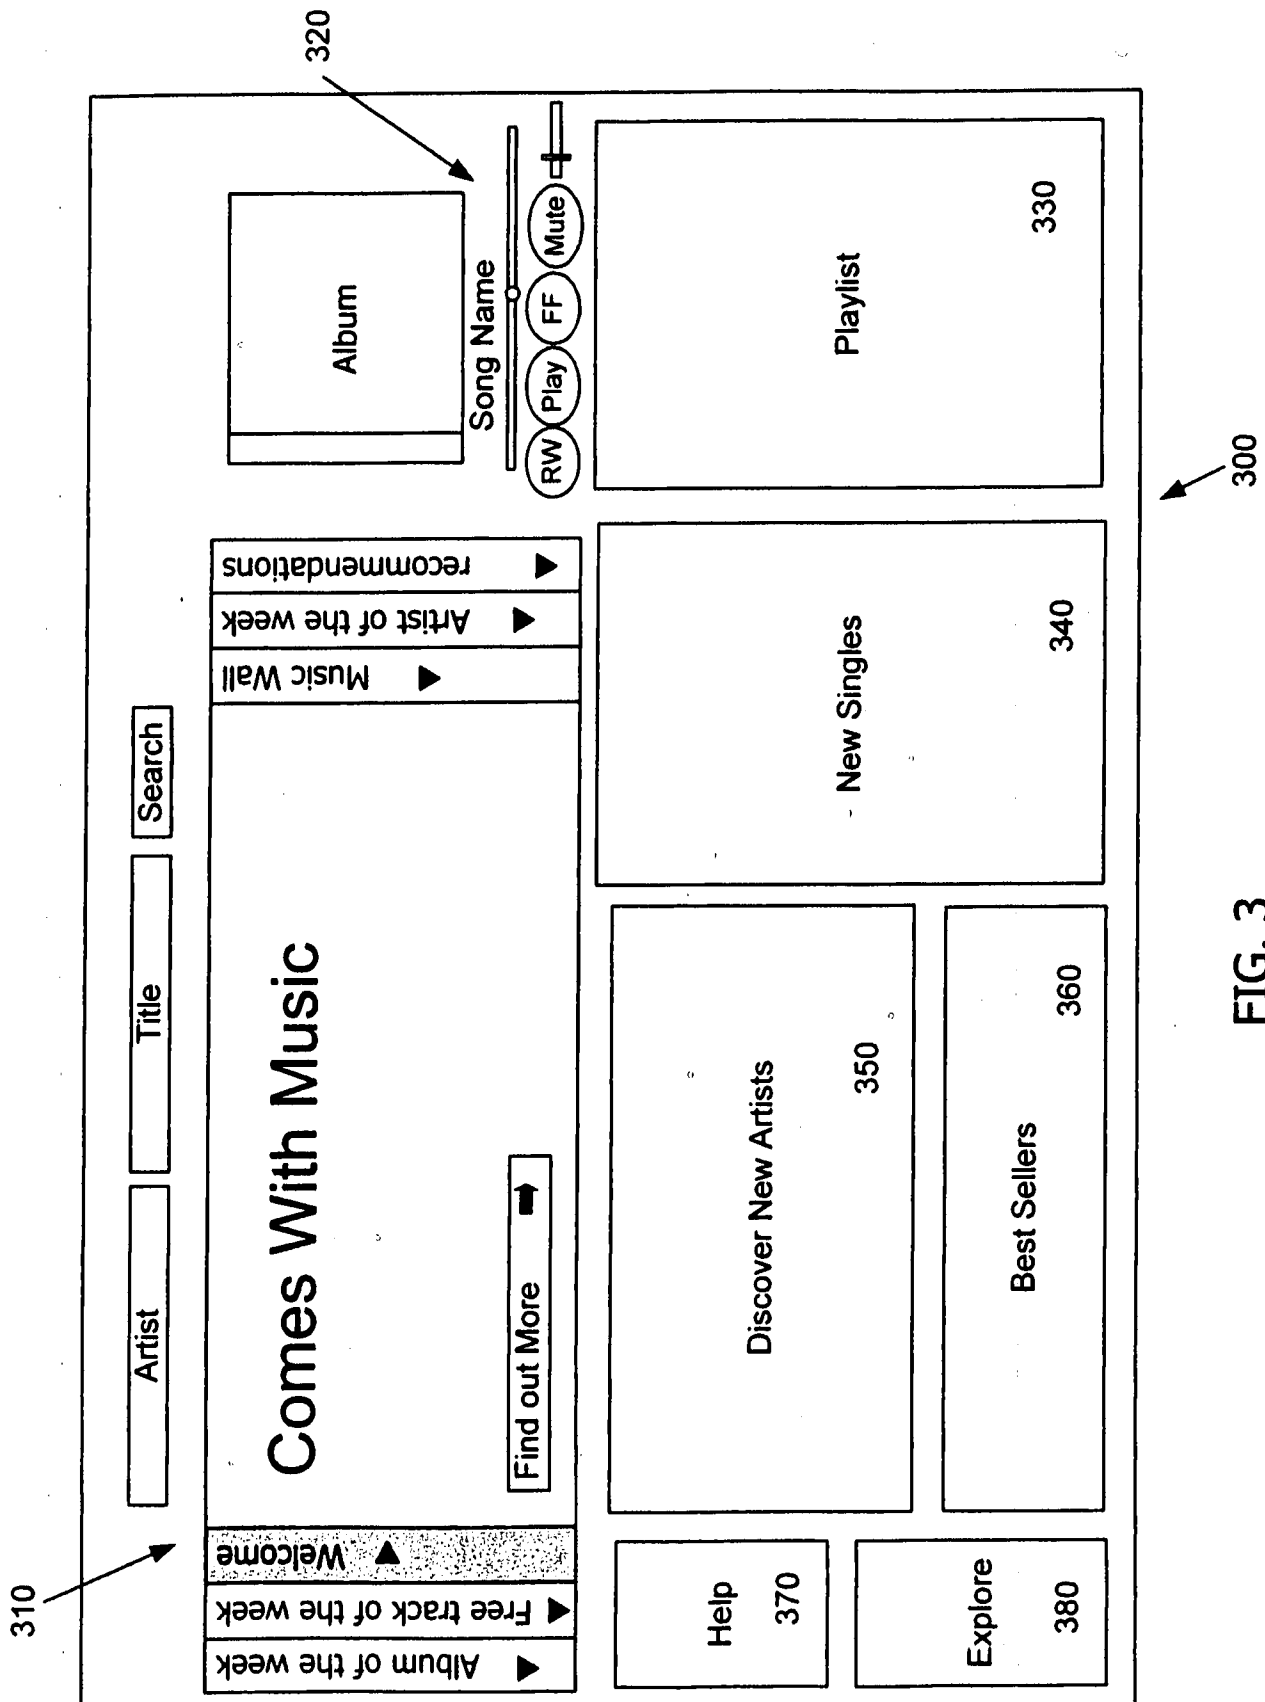 310
Artist
Title
Search
320
Album of the week
Free track of the week
Welcome
Comes With Music
Find out More
Music Wall
Artist of the week
recommendations
Album
Song Name
RW
Play
FF
Mute
Help
370
Explore
380
Discover New Artists
350
Best Sellers
360
New Singles
340
Playlist
330
300
FIG. 3